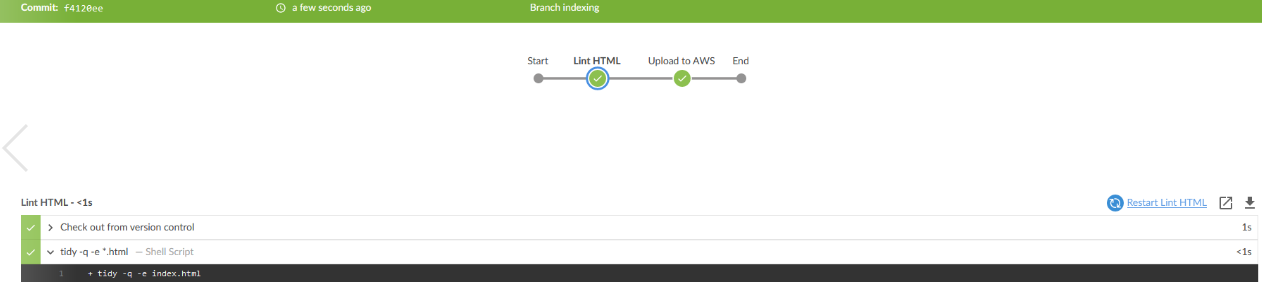 Commit: f4120ee a few seconds ago Branch indexing
Start Lint HTML Upload to AWS End
Lint HTML - <1s Restart Lint HTML
Check out from version control 1s
tidy -q -e *.html — Shell Script <1s
1 + tidy -q -e index.html